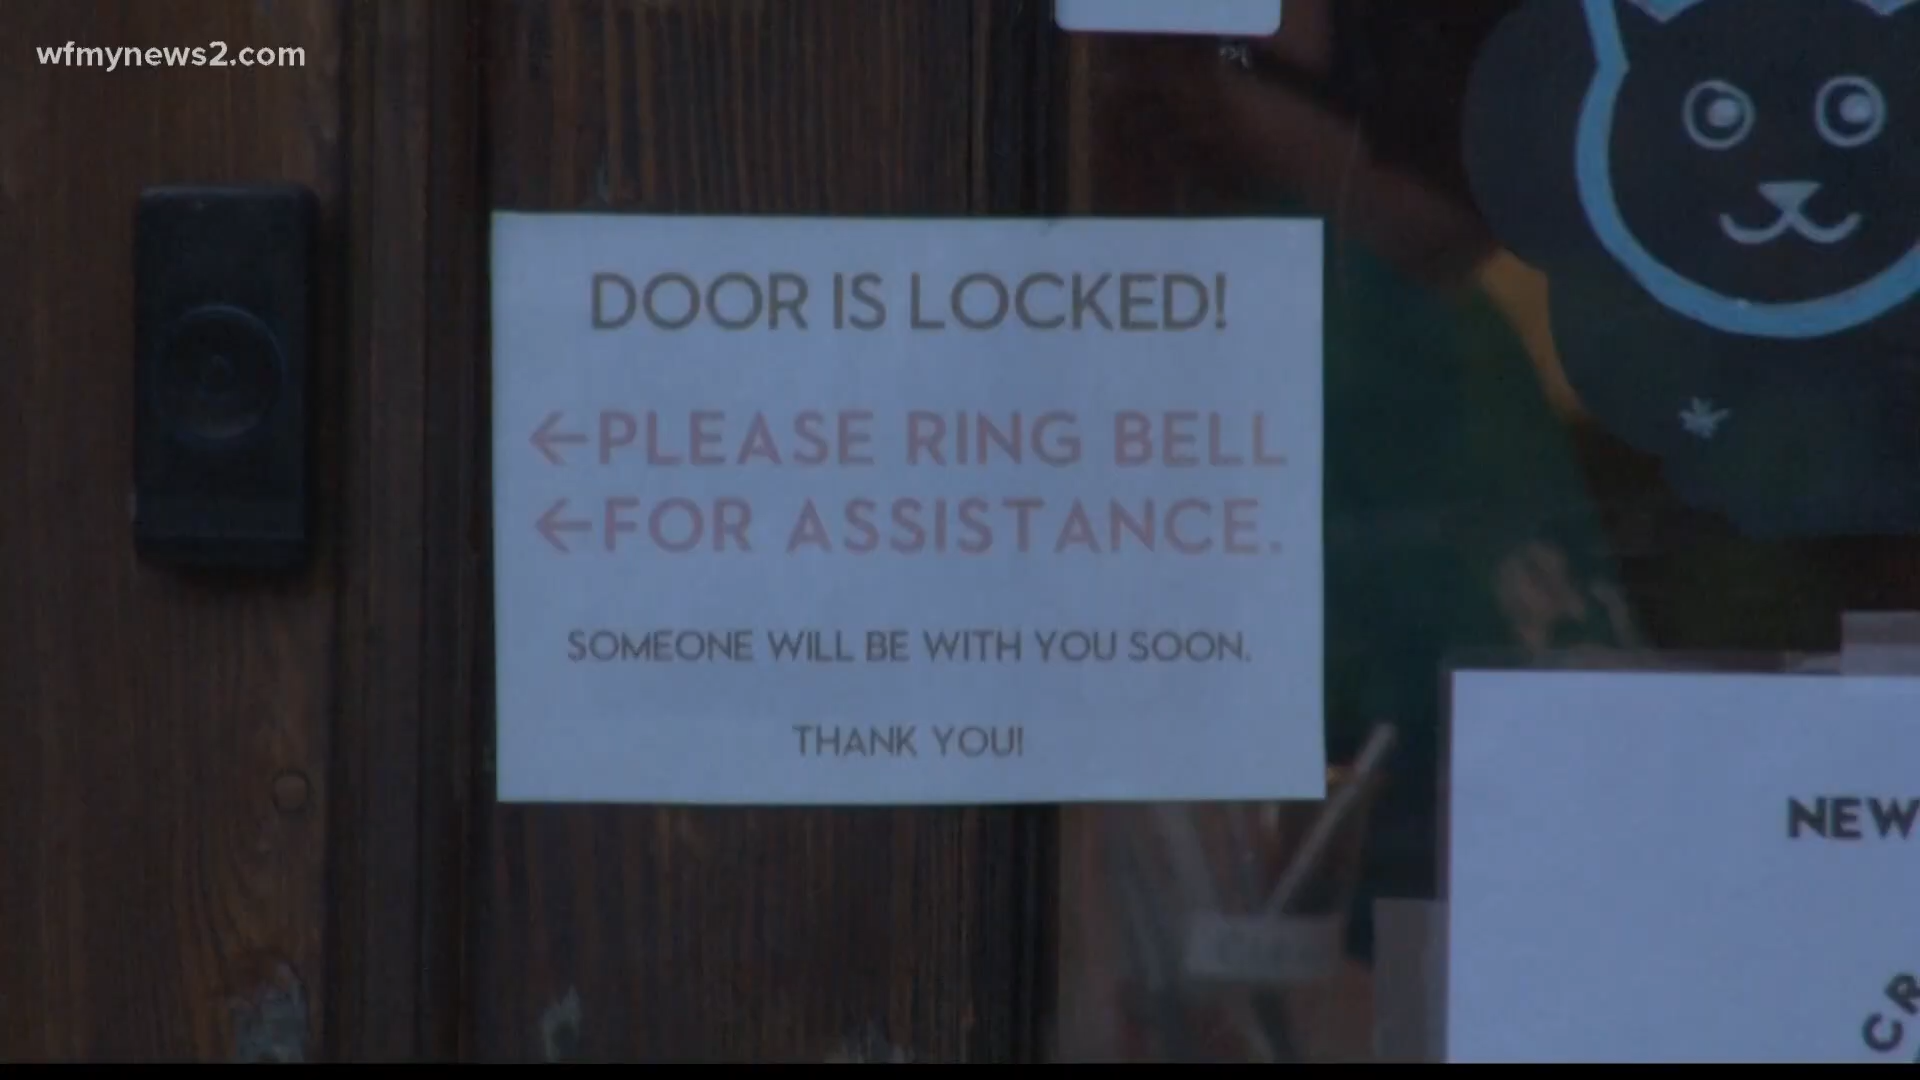 wfmynews2.com
DOOR IS LOCKED!
←PLEASE RING BELL
←FOR ASSISTANCE.
SOMEONE WILL BE WITH YOU SOON.
THANK YOU!
NEW
CR